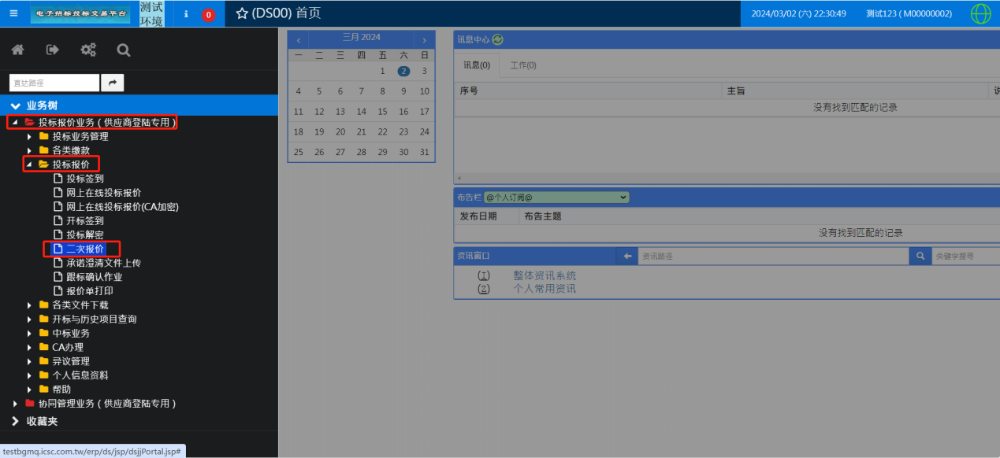 电子招标投标交易平台
测试
环境
i
0
(DS00) 首页
2024/03/02 (六) 22:30:49
测试123 ( M00000002)
直达路径
业务树
投标报价业务 ( 供应商登陆专用 )
投标业务管理
各类缴款
投标报价
投标签到
网上在线投标报价
网上在线投标报价(CA加密)
开标签到
投标解密
二次报价
承诺澄清文件上传
跟标确认作业
报价单打印
各类文件下载
开标与历史项目查询
中标业务
CA办理
异议管理
个人信息资料
帮助
协同管理业务 ( 供应商登陆专用 )
收藏夹
testbgmq.icsc.com.tw/erp/ds/jsp/dsjjPortal.jsp#
‹ 三月 2024 ›
一 二 三 四 五 六 日
1 2 3
4 5 6 7 8 9 10
11 12 13 14 15 16 17
18 19 20 21 22 23 24
25 26 27 28 29 30 31
讯息中心
讯息(0) 工作(0)
序号 主旨
没有找到匹配的记录
布告栏 @个人订阅@
发布日期 布告主题
没有找到匹配的记录
资讯窗口 资讯路径 关键字搜寻
(I) 整体资讯系统
(Z) 个人常用资讯